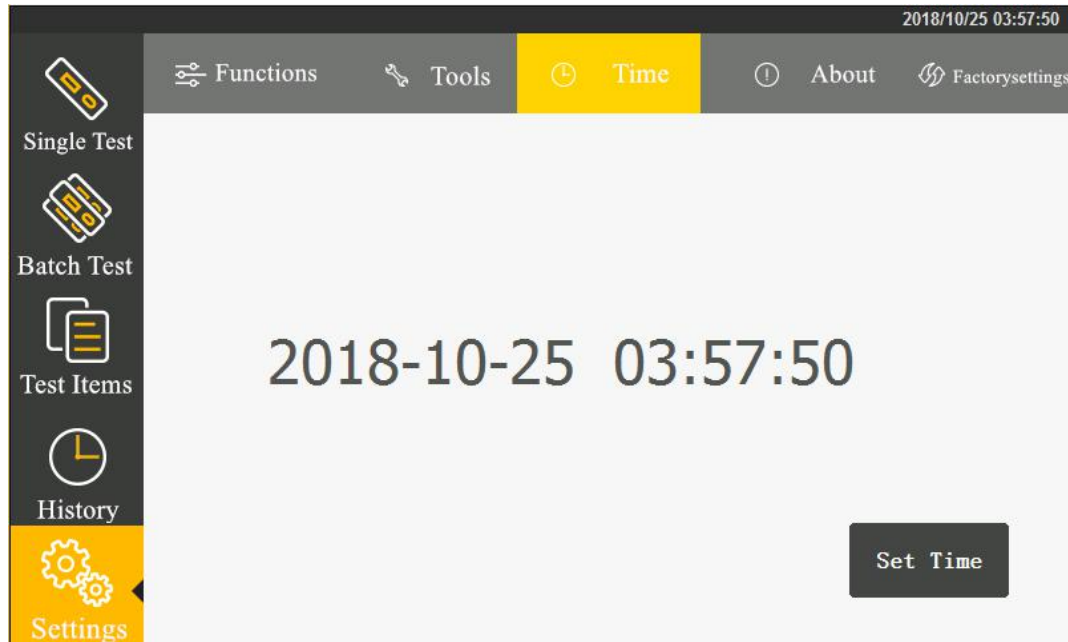 2018/10/25 03:57:50
Functions
Tools
Time
About
Factorysettings
Single Test
Batch Test
Test Items
History
Settings
2018-10-25 03:57:50
Set Time